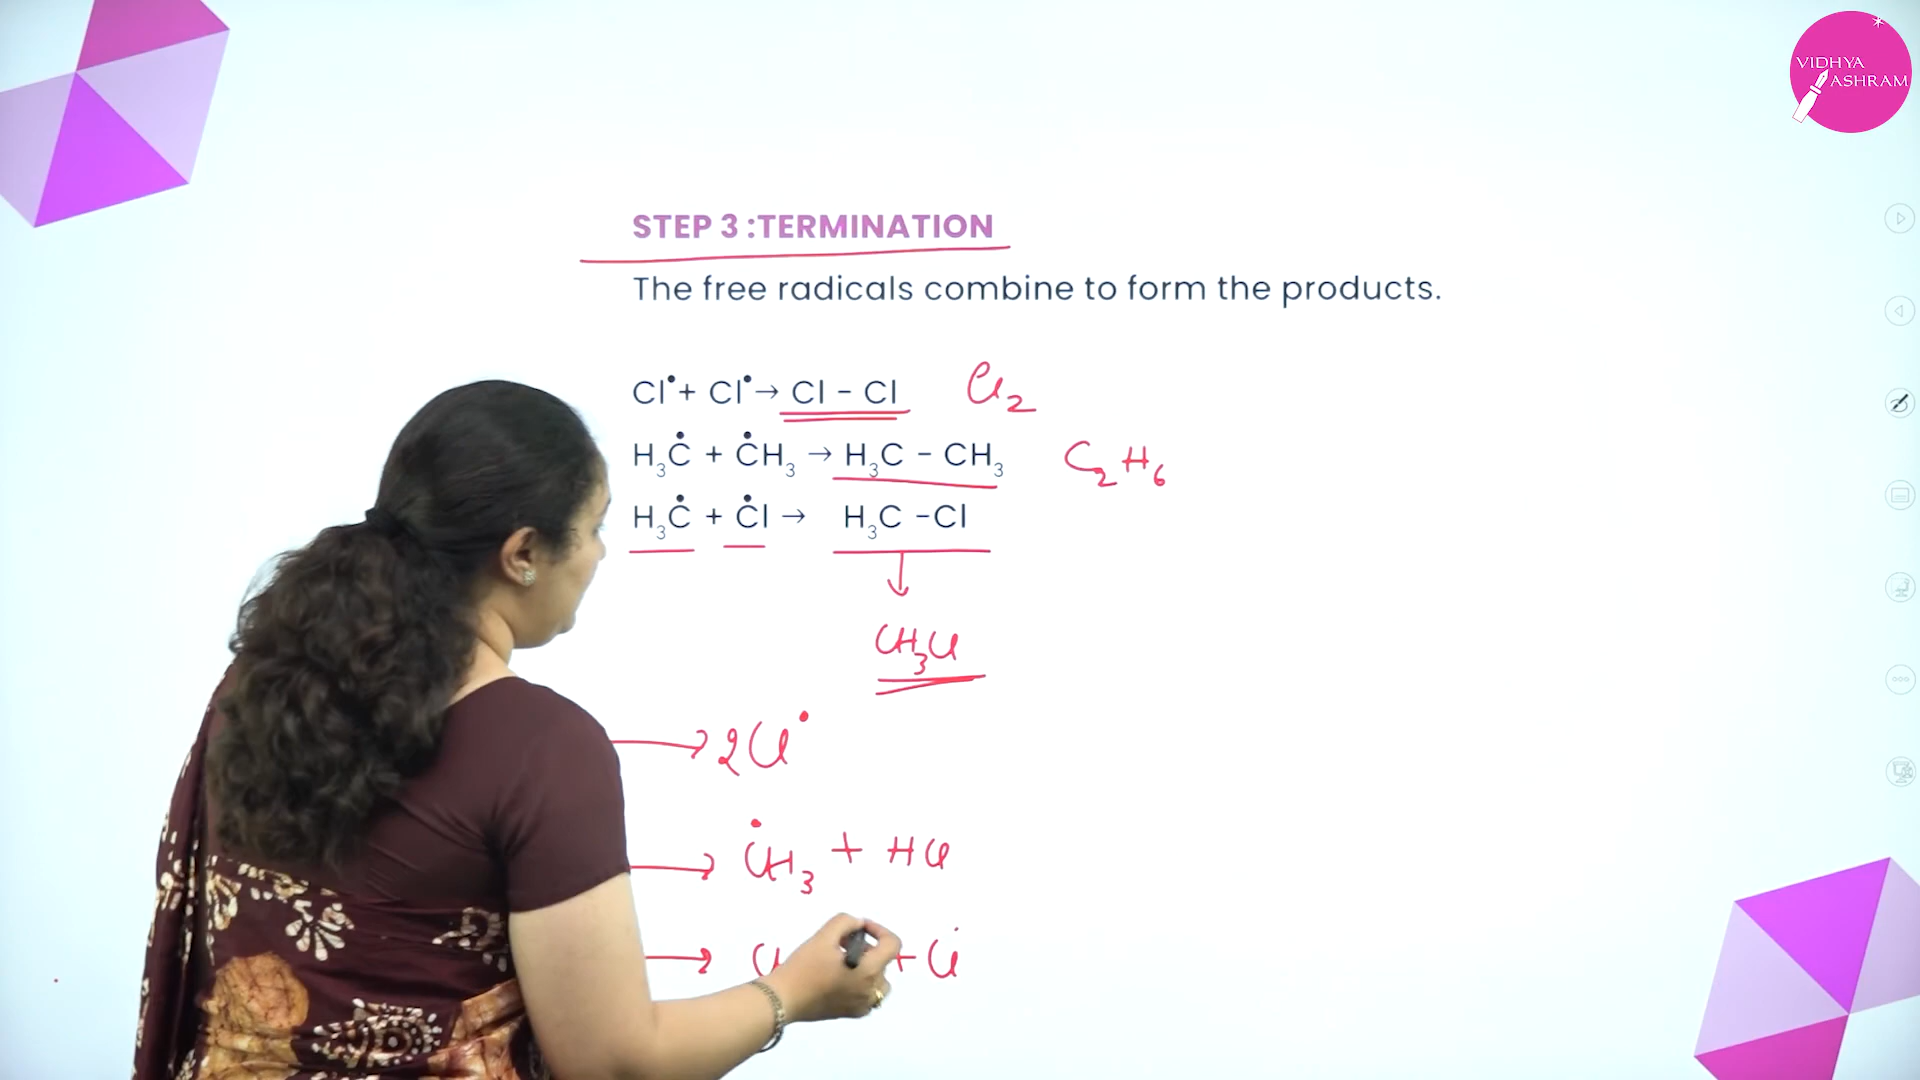 VIDHYA
ASHRAM
STEP 3 :TERMINATION
The free radicals combine to form the products.
Cl• + Cl• → Cl - Cl Cl₂
H₃Ċ + ĊH₃ → H₃C - CH₃ C₂H₆
H₃Ċ + Ċl → H₃C -Cl
↓
CH₃Cl
→ 2Cl•
→ ĊH₃ + HCl
→ + Cl•